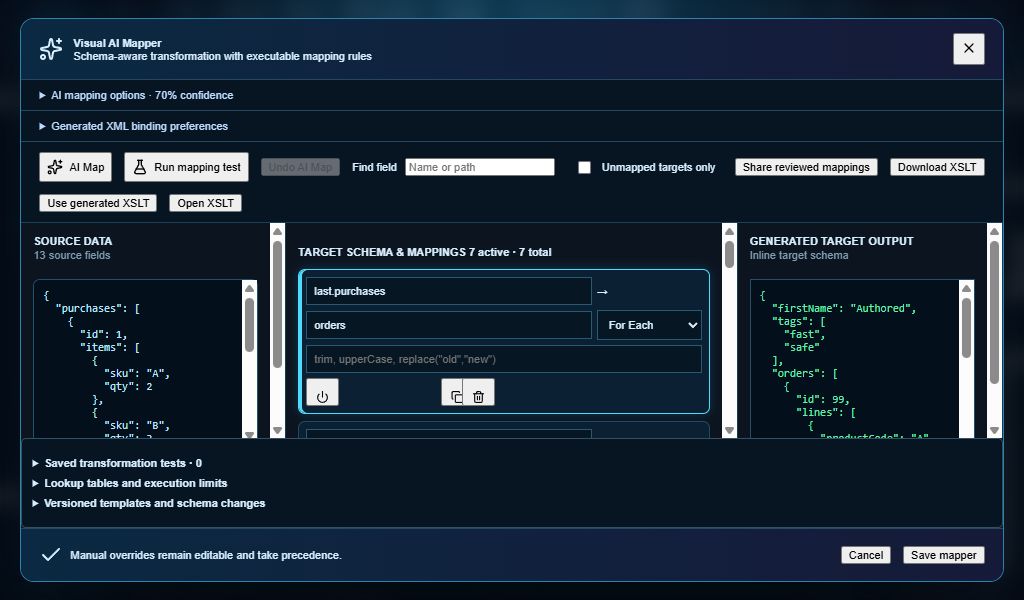 Visual AI Mapper
Schema-aware transformation with executable mapping rules
AI mapping options · 70% confidence
Generated XML binding preferences
AI Map
Run mapping test
Undo AI Map
Find field
Name or path
Unmapped targets only
Share reviewed mappings
Download XSLT
Use generated XSLT
Open XSLT
SOURCE DATA
13 source fields
{
"purchases": [
{
"id": 1,
"items": [
{
"sku": "A",
"qty": 2
},
{
"sku": "B",
TARGET SCHEMA & MAPPINGS 7 active · 7 total
last.purchases →
orders
For Each
trim, upperCase, replace("old","new")
GENERATED TARGET OUTPUT
Inline target schema
{
"firstName": "Authored",
"tags": [
"fast",
"safe"
],
"orders": [
{
"id": 99,
"lines": [
{
"productCode": "A"
Saved transformation tests · 0
Lookup tables and execution limits
Versioned templates and schema changes
Manual overrides remain editable and take precedence.
Cancel
Save mapper